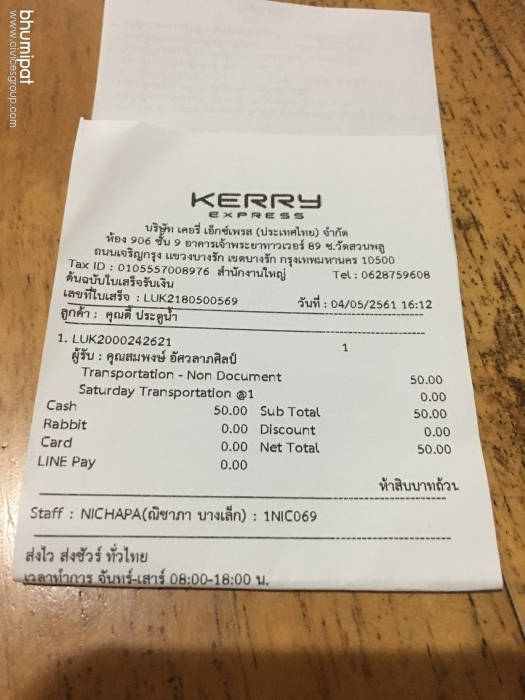 bhumipat
www.civicesgroup.com
KERRY
EXPRESS
บริษัท เคอรี่ เอ็กซ์เพรส (ประเทศไทย) จำกัด
ห้อง 906 ชั้น 9 อาคารเจ้าพระยาทาวเวอร์ 89 ซ.วัดสวนพลู
ถนนเจริญกรุง แขวงบางรัก เขตบางรัก กรุงเทพมหานคร 10500
Tax ID : 0105557008976 สำนักงานใหญ่ Tel : 0628759608
ต้นฉบับใบเสร็จรับเงิน
เลขที่ใบเสร็จ : LUK2180500569 วันที่ : 04/05/2561 16:12
ลูกค้า : คุณตี๋ ประตูน้ำ
1. LUK2000242621 1
ผู้รับ : คุณสมพงษ์ อัศวลาภศิลป์
Transportation - Non Document 50.00
Saturday Transportation @1 0.00
Cash 50.00 Sub Total 50.00
Rabbit 0.00 Discount 0.00
Card 0.00 Net Total 50.00
LINE Pay 0.00
ห้าสิบบาทถ้วน
Staff : NICHAPA(ณิชาภา บางเล็ก) : 1NIC069
ส่งไว ส่งชัวร์ ทั่วไทย
เวลาทำการ จันทร์-เสาร์ 08:00-18:00 น.